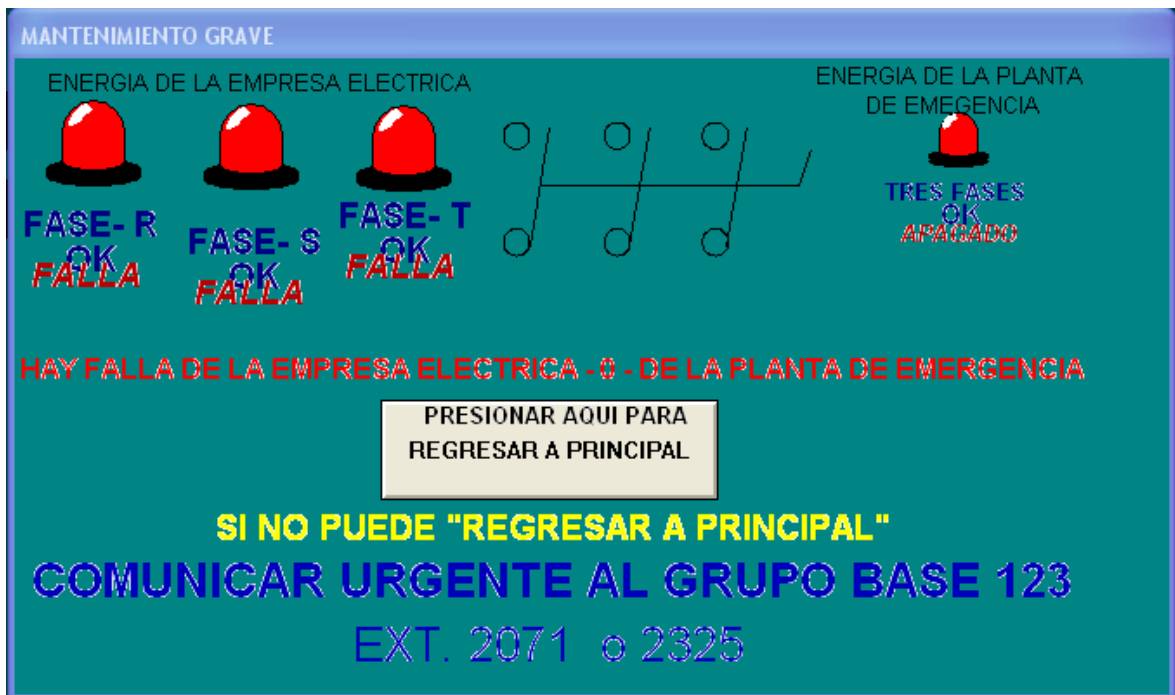 MANTENIMIENTO GRAVE
ENERGIA DE LA EMPRESA ELECTRICA
ENERGIA DE LA PLANTA
DE EMEGENCIA
FASE- R
OK
FALLA
FASE- S
OK
FALLA
FASE- T
OK
FALLA
TRES FASES
OK
APAGADO
HAY FALLA DE LA EMPRESA ELECTRICA - 0 - DE LA PLANTA DE EMERGENCIA
PRESIONAR AQUI PARA
REGRESAR A PRINCIPAL
SI NO PUEDE "REGRESAR A PRINCIPAL"
COMUNICAR URGENTE AL GRUPO BASE 123
EXT. 2071 o 2325